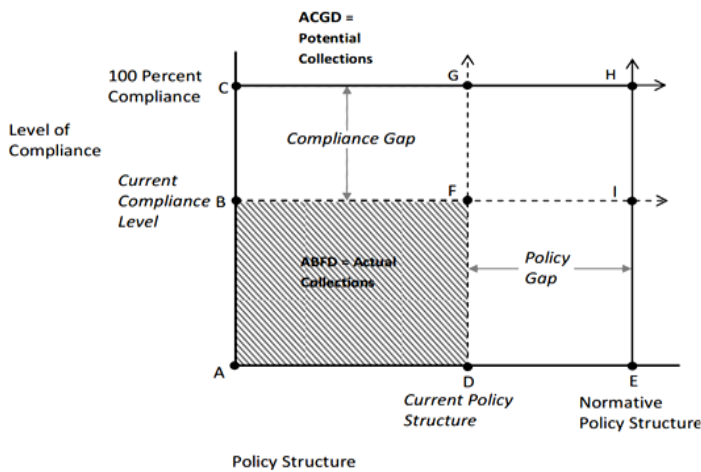 ACGD =
Potential
Collections
100 Percent
Compliance
C
G
H
Level of
Compliance
Compliance Gap
Current
Compliance
Level
B
F
I
ABFD = Actual
Collections
Policy
Gap
A
D
E
Current Policy
Structure
Normative
Policy Structure
Policy Structure